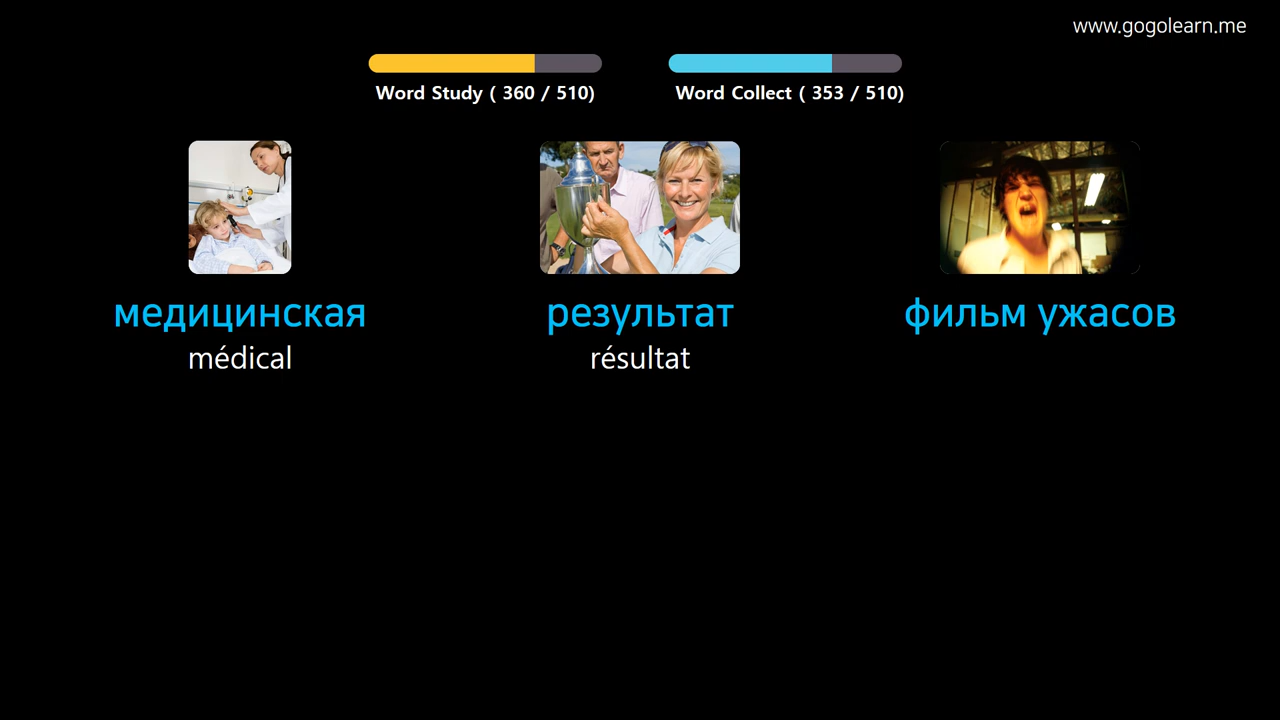 www.gogolearn.me
Word Study ( 360 / 510)
Word Collect ( 353 / 510)
медицинская
médical
результат
résultat
фильм ужасов